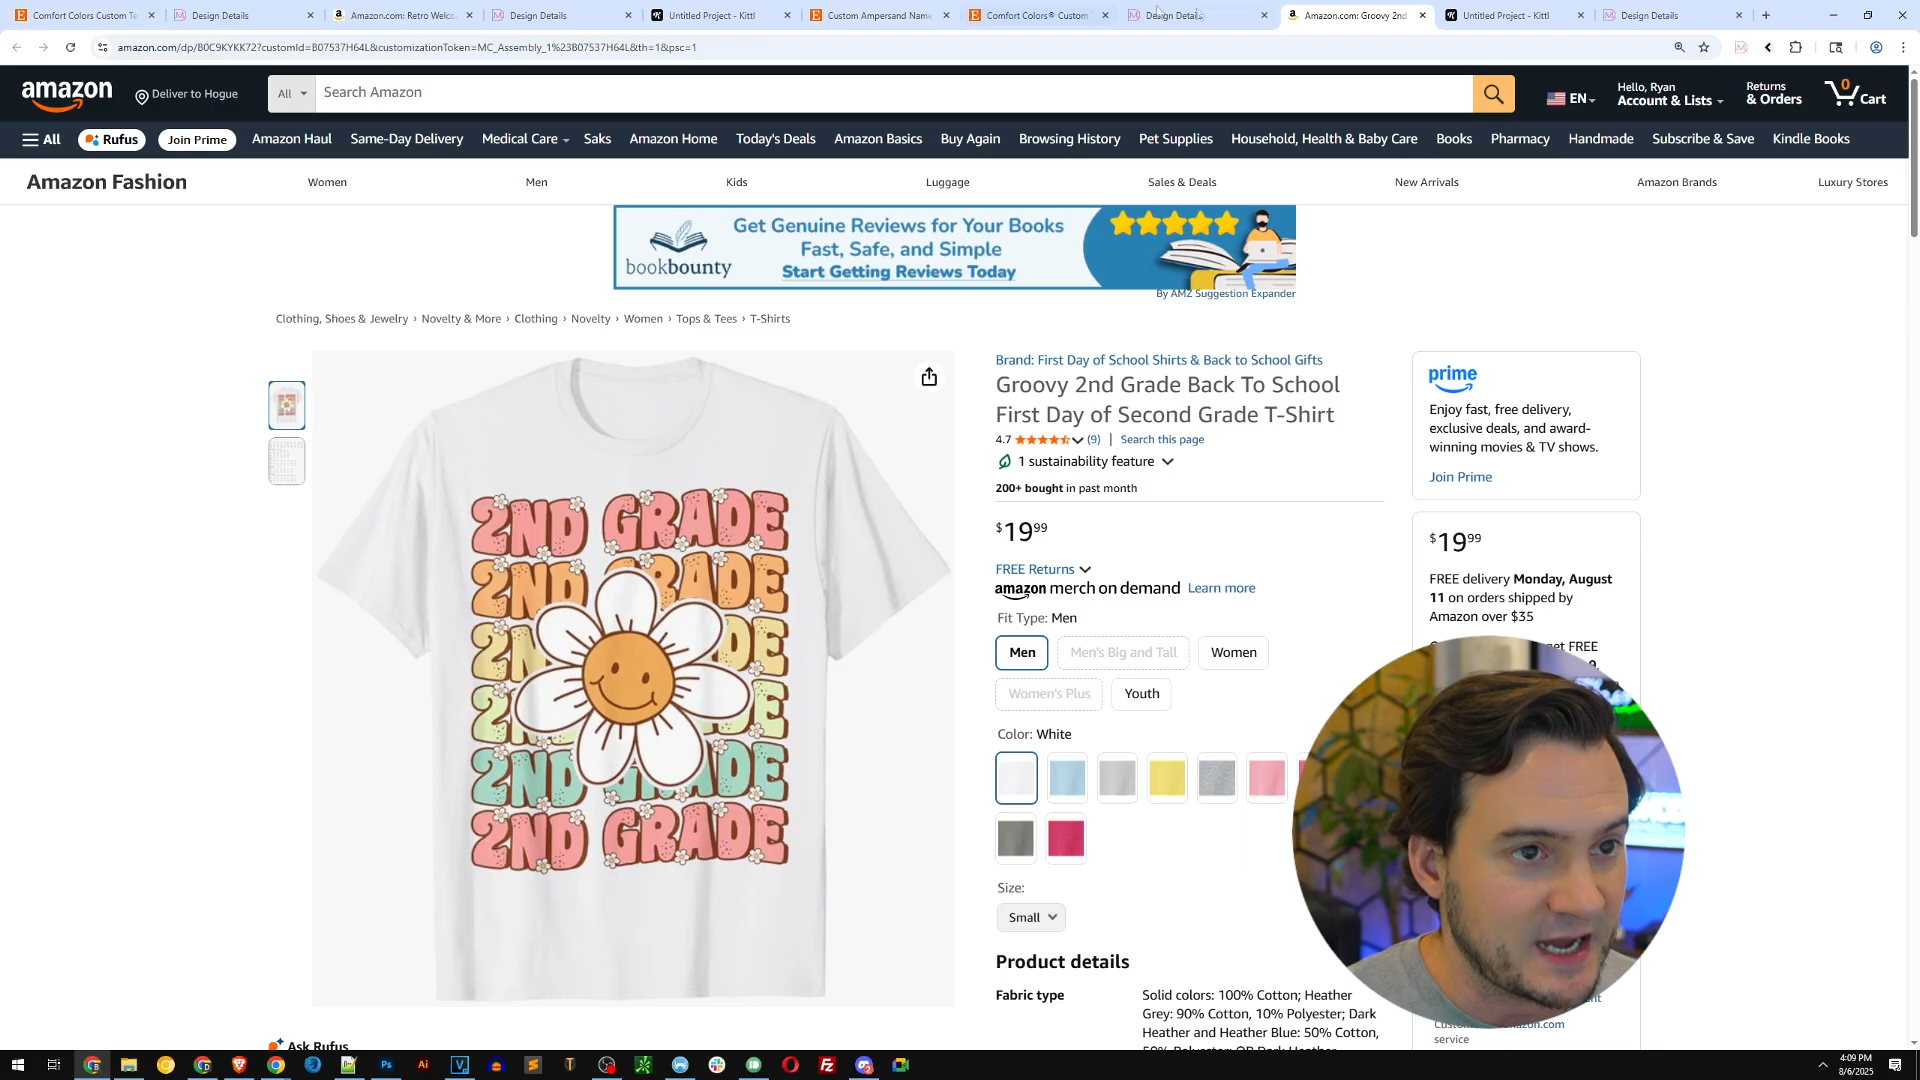 Comfort Colors Custom Te
Design Details
Amazon.com: Retro Welco
Design Details
Untitled Project - Kittl
Custom Ampersand Name
Comfort Colors® Custom
Design Details
Amazon.com: Groovy 2nd
Untitled Project - Kittl
Design Details
amazon.com/dp/B0C9KYKK72?customId=B07537H64L&customizationToken=MC_Assembly_1%23B07537H64L&th=1&psc=1
amazon
Deliver to Hogue
All
Search Amazon
EN
Hello, Ryan
Account & Lists
Returns
& Orders
0
Cart
All
Rufus
Join Prime
Amazon Haul
Same-Day Delivery
Medical Care
Saks
Amazon Home
Today's Deals
Amazon Basics
Buy Again
Browsing History
Pet Supplies
Household, Health & Baby Care
Books
Pharmacy
Handmade
Subscribe & Save
Kindle Books
Amazon Fashion
Women
Men
Kids
Luggage
Sales & Deals
New Arrivals
Amazon Brands
Luxury Stores
bookbounty
Get Genuine Reviews for Your Books
Fast, Safe, and Simple
Start Getting Reviews Today
By AMZ Suggestion Expander
Clothing, Shoes & Jewelry › Novelty & More › Clothing › Novelty › Women › Tops & Tees › T-Shirts
2ND GRADE
2ND GRADE
2ND GRADE
2ND GRADE
2ND GRADE
2ND GRADE
Brand: First Day of School Shirts & Back to School Gifts
Groovy 2nd Grade Back To School
First Day of Second Grade T-Shirt
4.7
(9) | Search this page
1 sustainability feature
200+ bought in past month
$19 99
FREE Returns
amazon merch on demand Learn more
Fit Type: Men
Men
Men's Big and Tall
Women
Women's Plus
Youth
Color: White
Size:
Small
Product details
Fabric type
Solid colors: 100% Cotton; Heather
Grey: 90% Cotton, 10% Polyester; Dark
Heather and Heather Blue: 50% Cotton,
prime
Enjoy fast, free delivery,
exclusive deals, and award-
winning movies & TV shows.
Join Prime
$19 99
FREE delivery Monday, August
11 on orders shipped by
Amazon over $35
FREE
service
Ask Rufus
4:09 PM
8/6/2025